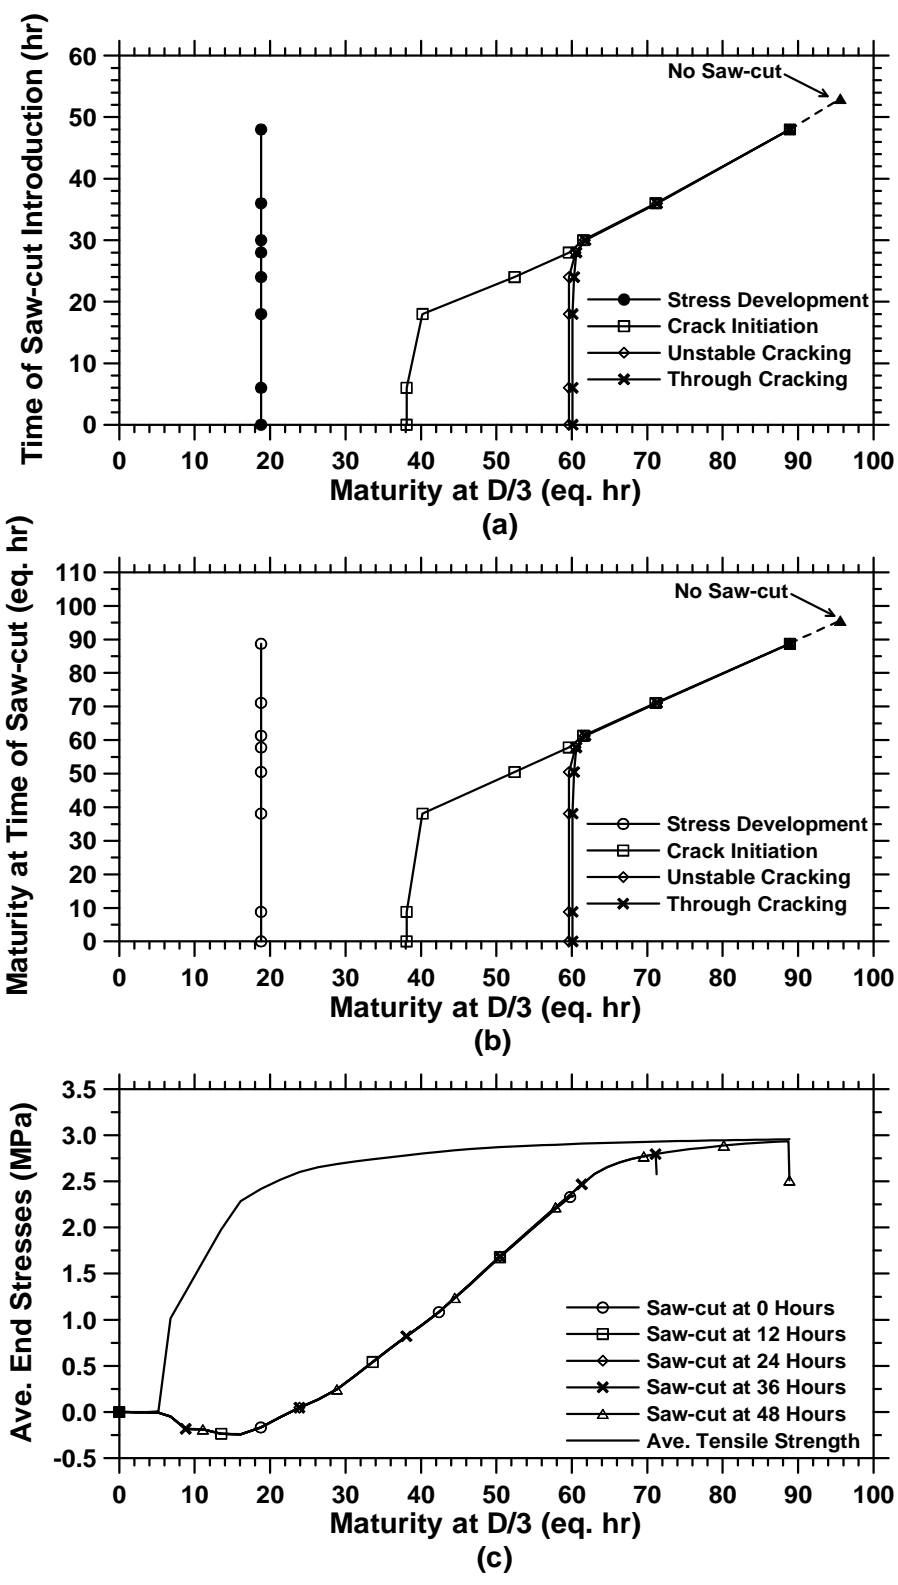 Time of Saw-cut Introduction (hr)
60
50
40
30
20
10
0
No Saw-cut
Stress Development
Crack Initiation
Unstable Cracking
Through Cracking
0 10 20 30 40 50 60 70 80 90 100
Maturity at D/3 (eq. hr)
(a)
Maturity at Time of Saw-cut (eq. hr)
110
100
90
80
70
60
50
40
30
20
10
0
No Saw-cut
Stress Development
Crack Initiation
Unstable Cracking
Through Cracking
0 10 20 30 40 50 60 70 80 90 100
Maturity at D/3 (eq. hr)
(b)
Ave. End Stresses (MPa)
3.5
3.0
2.5
2.0
1.5
1.0
0.5
0.0
-0.5
Saw-cut at 0 Hours
Saw-cut at 12 Hours
Saw-cut at 24 Hours
Saw-cut at 36 Hours
Saw-cut at 48 Hours
Ave. Tensile Strength
0 10 20 30 40 50 60 70 80 90 100
Maturity at D/3 (eq. hr)
(c)